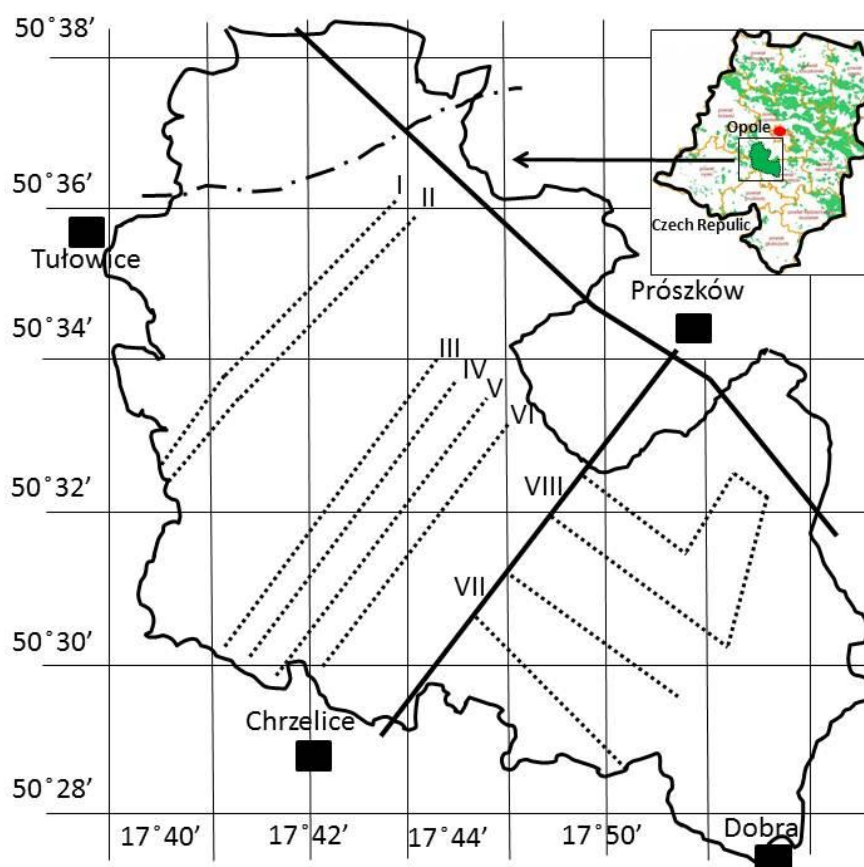 50˚38’
Opole
50˚36’
I
II
Tułowice
Czech Repulic
Prószków
50˚34’
III
IV
V
VI
50˚32’
VIII
VII
50˚30’
Chrzelice
50˚28’
17˚40’ 17˚42’ 17˚44’ 17˚50’
Dobra